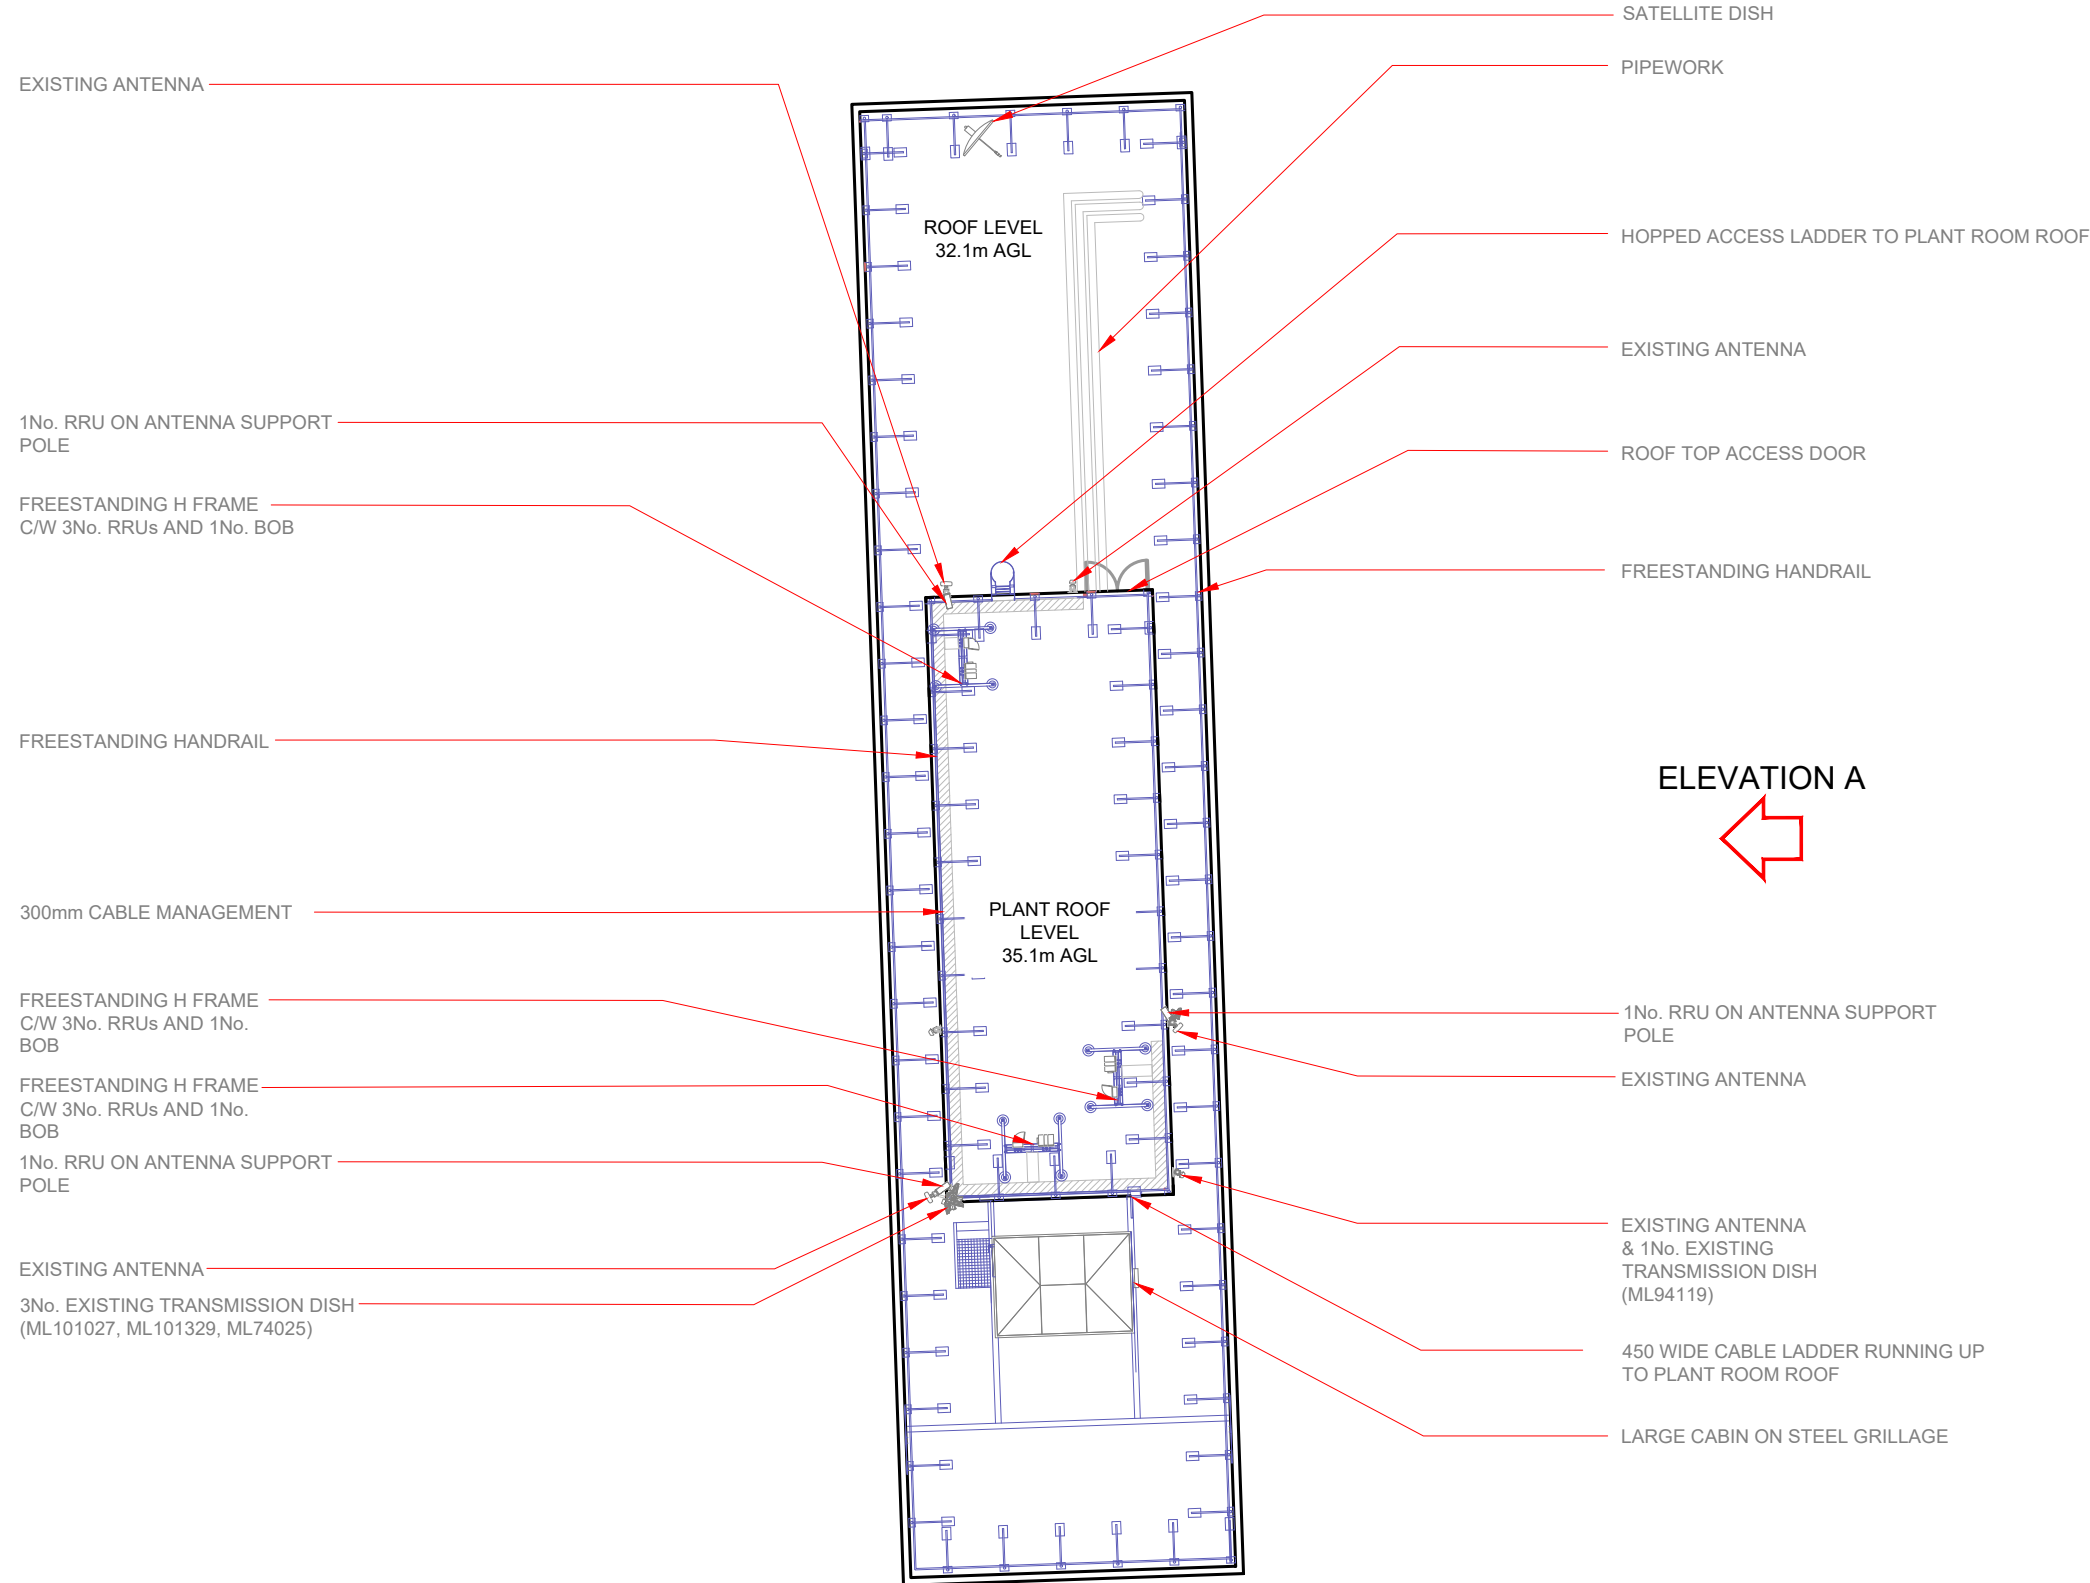 SATELLITE DISH
PIPEWORK
EXISTING ANTENNA
ROOF LEVEL
32.1m AGL
HOPPED ACCESS LADDER TO PLANT ROOM ROOF
EXISTING ANTENNA
1No. RRU ON ANTENNA SUPPORT
POLE
ROOF TOP ACCESS DOOR
FREESTANDING H FRAME
C/W 3No. RRUs AND 1No. BOB
FREESTANDING HANDRAIL
FREESTANDING HANDRAIL
ELEVATION A
300mm CABLE MANAGEMENT
PLANT ROOF
LEVEL
35.1m AGL
FREESTANDING H FRAME
C/W 3No. RRUs AND 1No.
BOB
1No. RRU ON ANTENNA SUPPORT
POLE
FREESTANDING H FRAME
C/W 3No. RRUs AND 1No.
BOB
EXISTING ANTENNA
1No. RRU ON ANTENNA SUPPORT
POLE
EXISTING ANTENNA
& 1No. EXISTING
TRANSMISSION DISH
(ML94119)
EXISTING ANTENNA
3No. EXISTING TRANSMISSION DISH
(ML101027, ML101329, ML74025)
450 WIDE CABLE LADDER RUNNING UP
TO PLANT ROOM ROOF
LARGE CABIN ON STEEL GRILLAGE